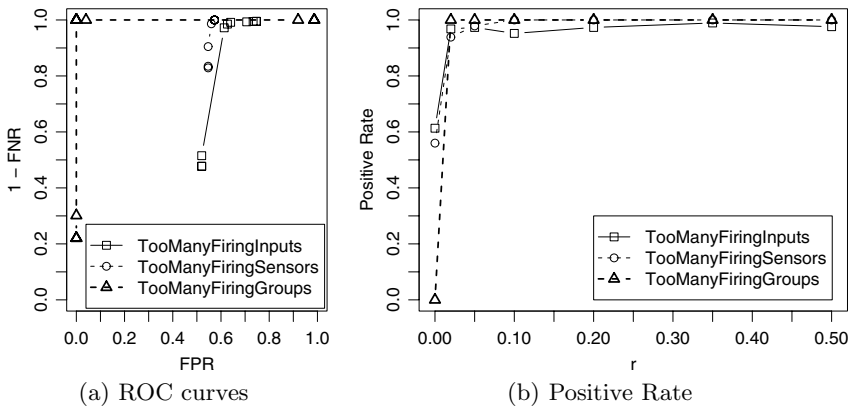 1.0
0.8
0.6
0.4
0.2
0.0
1 − FNR
TooManyFiringInputs
TooManyFiringSensors
TooManyFiringGroups
0.0 0.2 0.4 0.6 0.8 1.0
FPR
(a) ROC curves
1.0
0.8
0.6
0.4
0.2
0.0
Positive Rate
TooManyFiringInputs
TooManyFiringSensors
TooManyFiringGroups
0.00 0.10 0.20 0.30 0.40 0.50
r
(b) Positive Rate